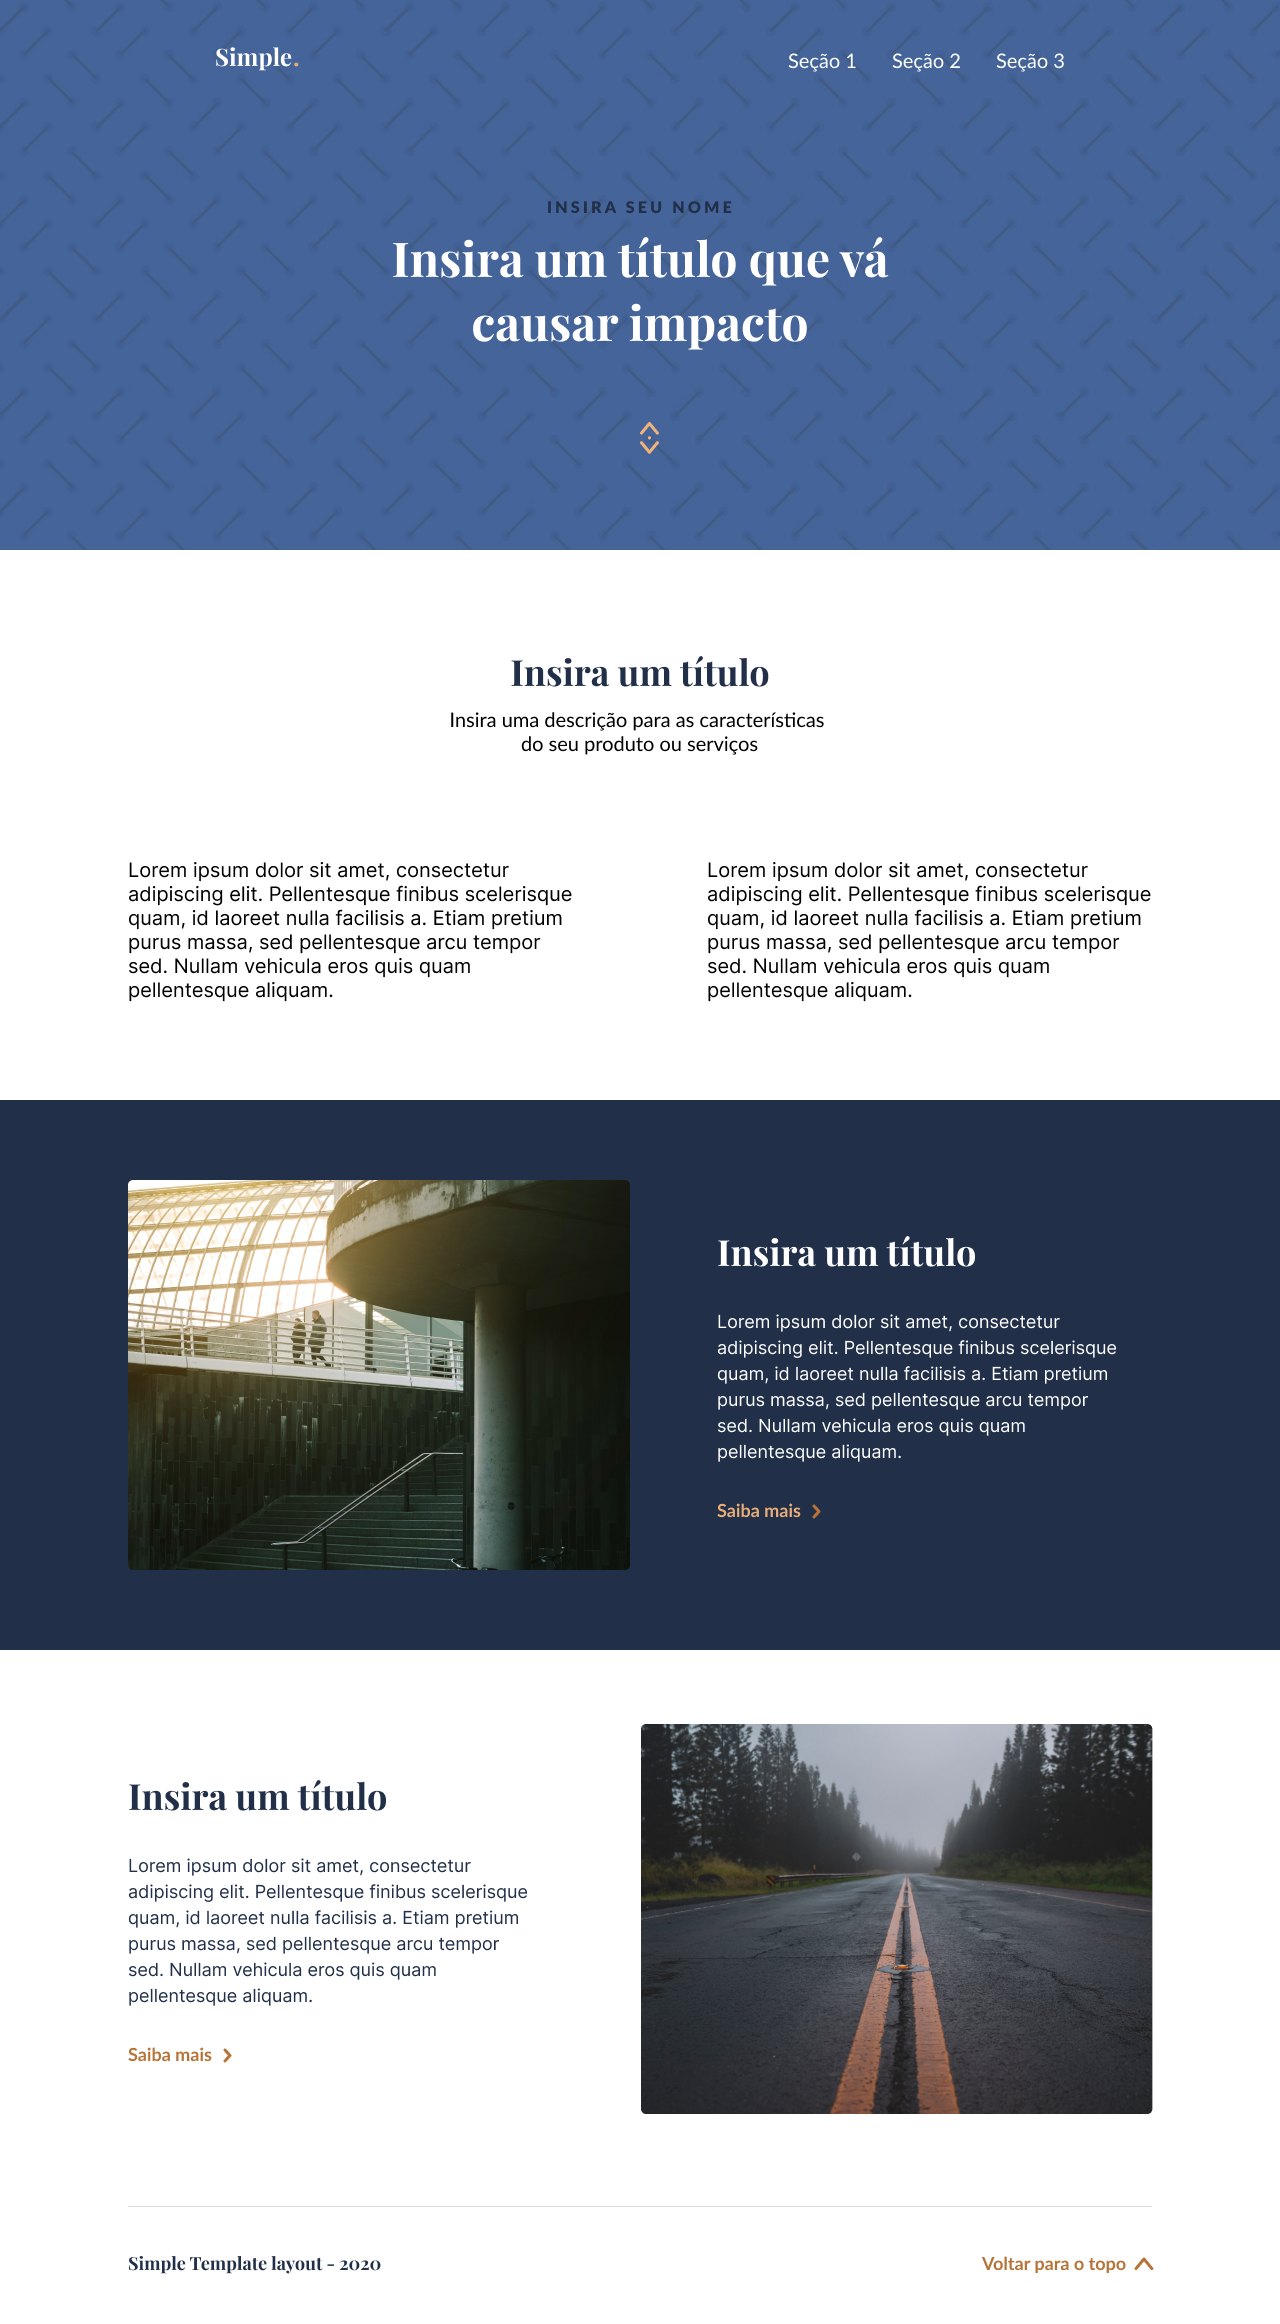 Simple.
Seção 1 Seção 2 Seção 3
INSIRA SEU NOME
Insira um título que vá
causar impacto
Insira um título
Insira uma descrição para as características
do seu produto ou serviços
Lorem ipsum dolor sit amet, consectetur
adipiscing elit. Pellentesque finibus scelerisque
quam, id laoreet nulla facilisis a. Etiam pretium
purus massa, sed pellentesque arcu tempor
sed. Nullam vehicula eros quis quam
pellentesque aliquam.
Lorem ipsum dolor sit amet, consectetur
adipiscing elit. Pellentesque finibus scelerisque
quam, id laoreet nulla facilisis a. Etiam pretium
purus massa, sed pellentesque arcu tempor
sed. Nullam vehicula eros quis quam
pellentesque aliquam.
Insira um título
Lorem ipsum dolor sit amet, consectetur
adipiscing elit. Pellentesque finibus scelerisque
quam, id laoreet nulla facilisis a. Etiam pretium
purus massa, sed pellentesque arcu tempor
sed. Nullam vehicula eros quis quam
pellentesque aliquam.
Saiba mais
Insira um título
Lorem ipsum dolor sit amet, consectetur
adipiscing elit. Pellentesque finibus scelerisque
quam, id laoreet nulla facilisis a. Etiam pretium
purus massa, sed pellentesque arcu tempor
sed. Nullam vehicula eros quis quam
pellentesque aliquam.
Saiba mais
Simple Template layout - 2020
Voltar para o topo